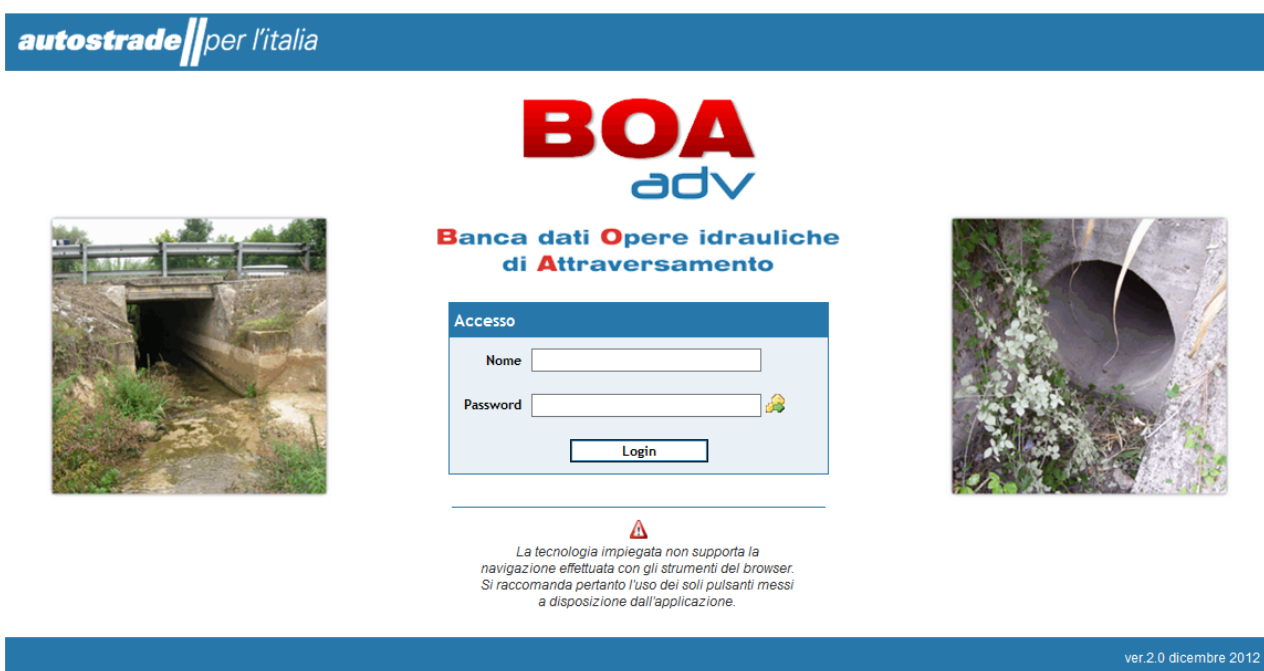 autostrade per l'italia
BOA
adv
Banca dati Opere idrauliche
di Attraversamento
Accesso
Nome
Password
Login
La tecnologia impiegata non supporta la
navigazione effettuata con gli strumenti del browser.
Si raccomanda pertanto l'uso dei soli pulsanti messi
a disposizione dall'applicazione.
ver.2.0 dicembre 2012